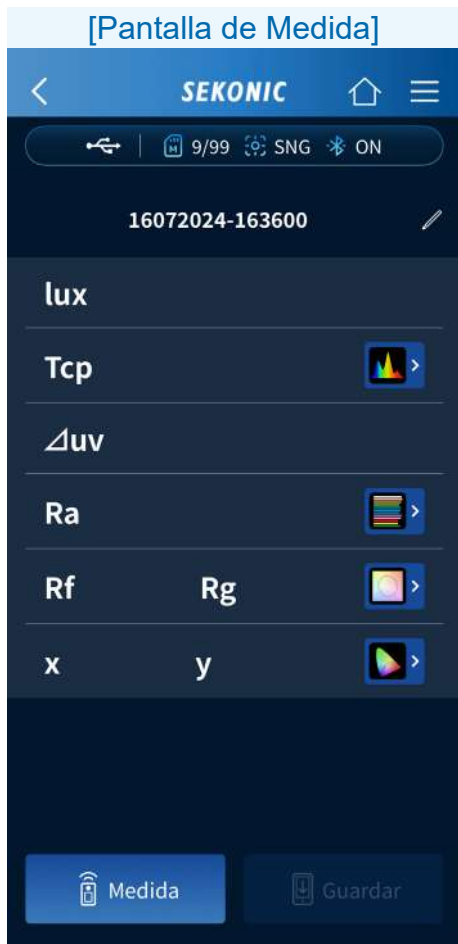 [Pantalla de Medida]
SEKONIC
M 9/99 SNG ON
16072024-163600
lux
Tcp
⊿uv
Ra
Rf Rg
x y
Medida Guardar